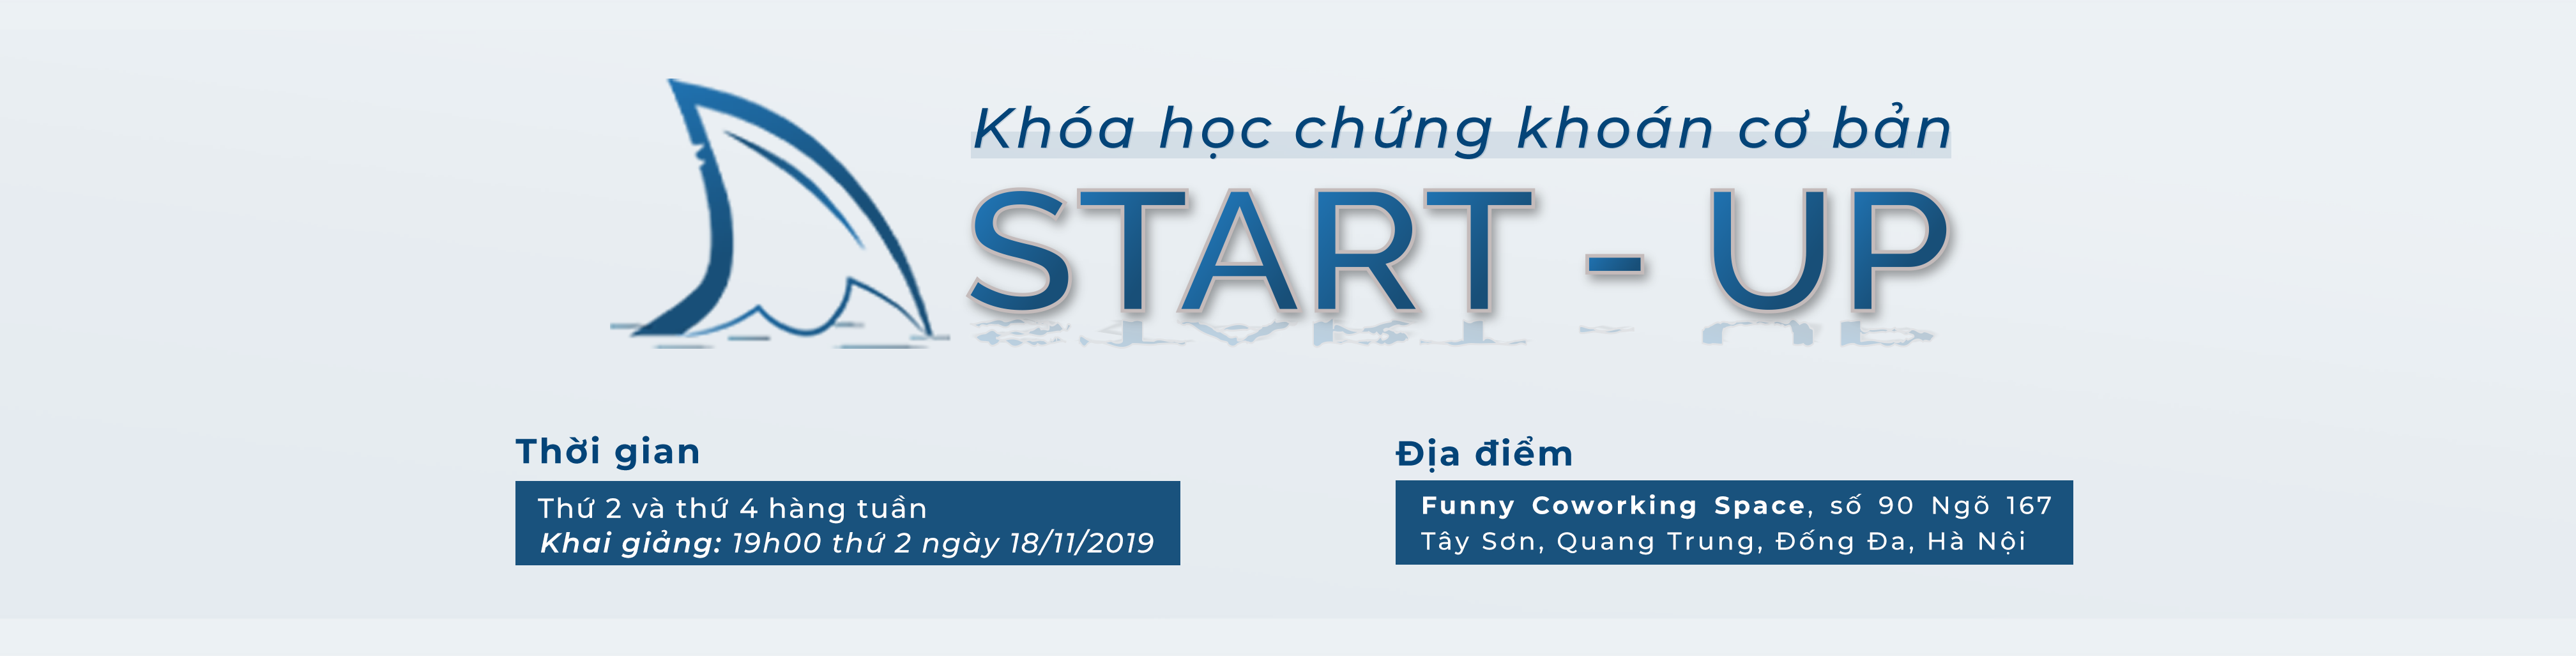 Khóa học chứng khoán cơ bản
START - UP
Thời gian
Thứ 2 và thứ 4 hàng tuần
Khai giảng: 19h00 thứ 2 ngày 18/11/2019
Địa điểm
Funny Coworking Space, số 90 Ngõ 167
Tây Sơn, Quang Trung, Đống Đa, Hà Nội